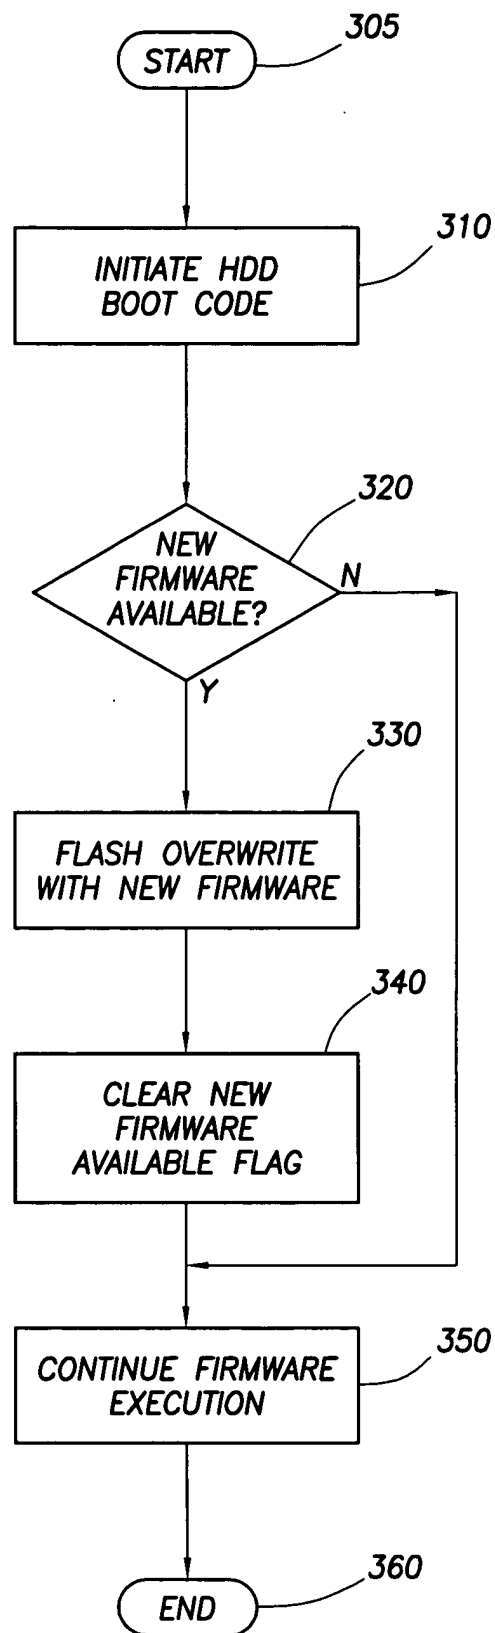 305
START
310
INITIATE HDD
BOOT CODE
320
NEW
FIRMWARE
AVAILABLE?
N
Y
330
FLASH OVERWRITE
WITH NEW FIRMWARE
340
CLEAR NEW
FIRMWARE
AVAILABLE FLAG
350
CONTINUE FIRMWARE
EXECUTION
360
END